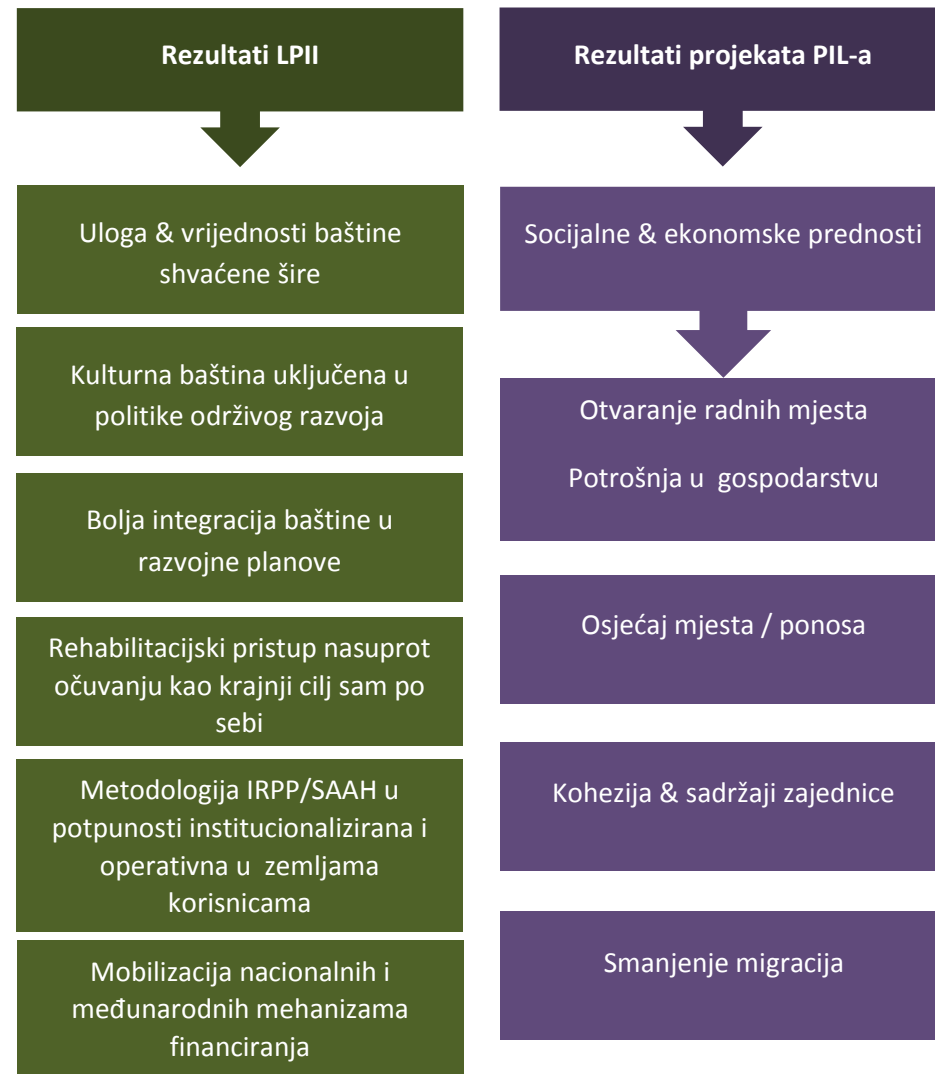 Rezultati LPII
Uloga & vrijednosti baštine
shvaćene šire
Kulturna baština uključena u
politike održivog razvoja
Bolja integracija baštine u
razvojne planove
Rehabilitacijski pristup nasuprot
očuvanju kao krajnji cilj sam po
sebi
Metodologija IRPP/SAAH u
potpunosti institucionalizirana i
operativna u zemljama
korisnicama
Mobilizacija nacionalnih i
međunarodnih mehanizama
financiranja
Rezultati projekata PIL-a
Socijalne & ekonomske prednosti
Otvaranje radnih mjesta
Potrošnja u gospodarstvu
Osjećaj mjesta / ponosa
Kohezija & sadržaji zajednice
Smanjenje migracija